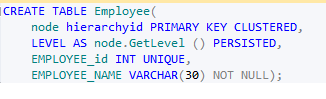 CREATE TABLE Employee(
node hierarchyid PRIMARY KEY CLUSTERED,
LEVEL AS node.GetLevel () PERSISTED,
EMPLOYEE_id INT UNIQUE,
EMPLOYEE_NAME VARCHAR(30) NOT NULL);